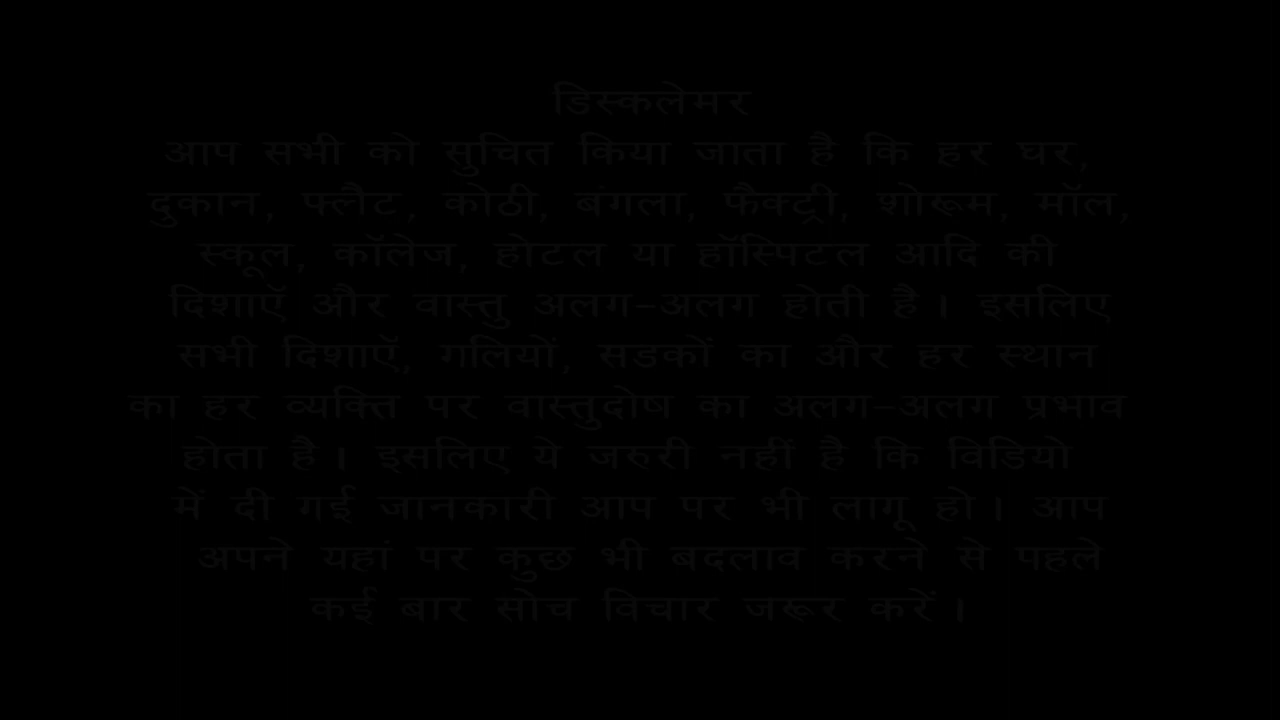 डिस्कलेमर
आप सभी को सुचित किया जाता है कि हर घर,
दुकान, फ्लैट, कोठी, बंगला, फैक्ट्री, शोरूम, मॉल,
स्कूल, कॉलेज, होटल या हॉस्पिटल आदि की
दिशाएॅ और वास्तु अलग–अलग होती है। इसलिए
सभी दिशाएॅ, गलियों, सडकों का और हर स्थान
का हर व्यक्ति पर वास्तुदोष का अलग–अलग प्रभाव
होता है। इसलिए ये जरुरी नहीं है कि विडियो
में दी गई जानकारी आप पर भी लागू हो। आप
अपने यहां पर कुछ भी बदलाव करने से पहले
कई बार सोच विचार जरूर करें।